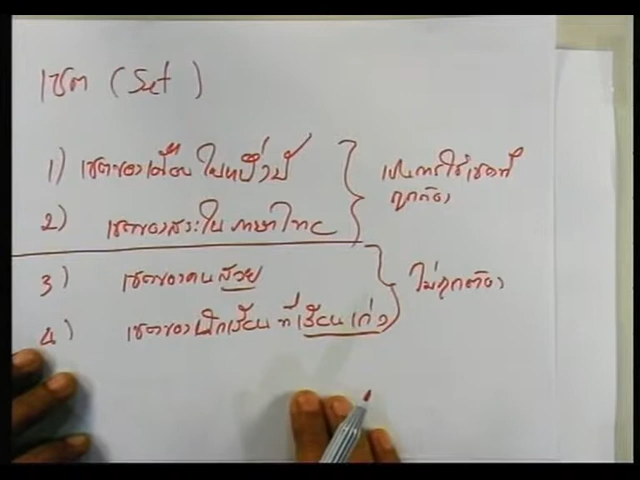 เซต (Set)
1) เซตของเดือนในหนึ่งปี
เป็นการใช้เซตที่
ถูกต้อง
2) เซตของสระในภาษาไทย
3) เซตของคนสวย
ไม่ถูกต้อง
4) เซตของนักเรียนที่เรียนเก่ง